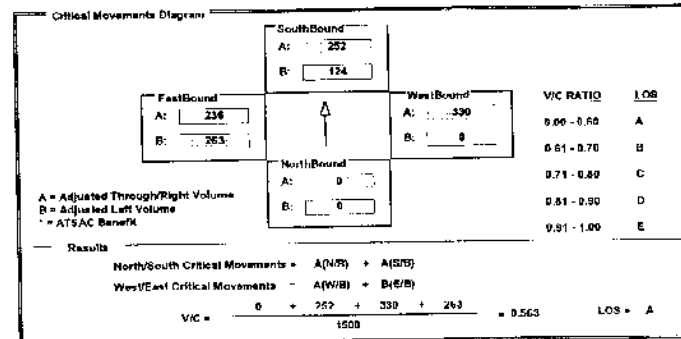 Critical Movements Diagram
SouthBound
A: 252
B: 124
EastBound
A: 236
B: 263
WestBound
A: 330
B: 0
NorthBound
A: 0
B: 0
V/C RATIO LOS
0.00 - 0.60 A
0.61 - 0.70 B
0.71 - 0.80 C
0.81 - 0.90 D
0.91 - 1.00 E
A = Adjusted Through/Right Volume
B = Adjusted Left Volume
* = ATSAC Benefit
Results
North/South Critical Movements = A(N/B) + A(S/B)
West/East Critical Movements = A(W/B) + B(E/B)
V/C = 0 + 252 + 330 + 263 = 0.563 LOS = A
1500